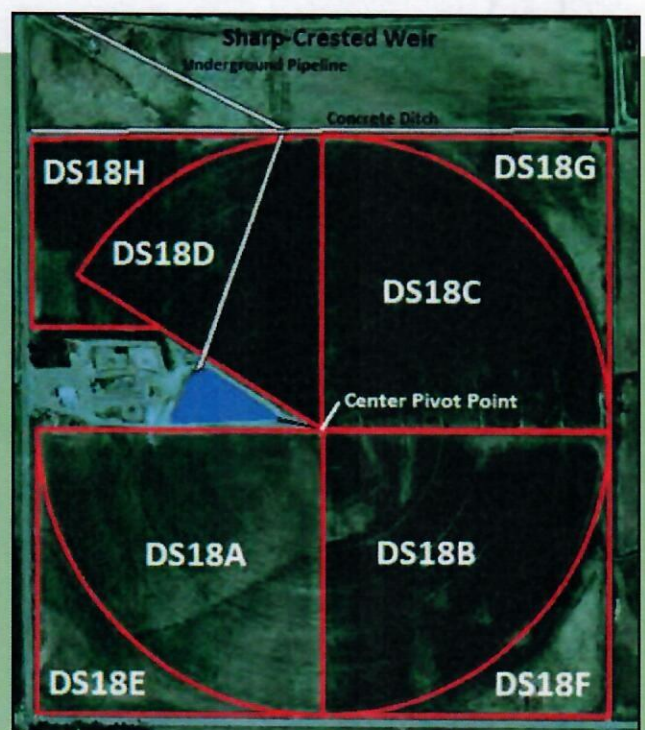 Sharp-Crested Weir
Underground Pipeline
Concrete Ditch
DS18H
DS18G
DS18D
DS18C
Center Pivot Point
DS18A
DS18B
DS18E
DS18F